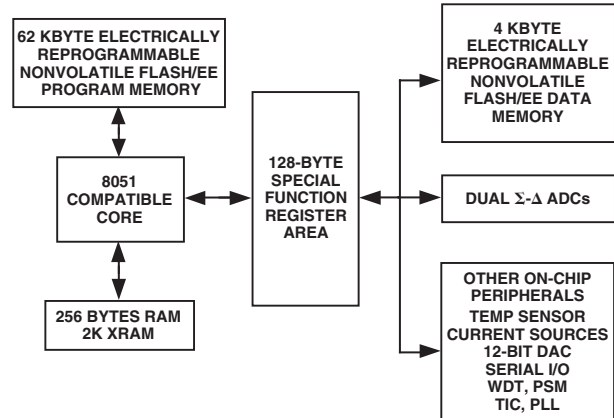 62 KBYTE ELECTRICALLY
REPROGRAMMABLE
NONVOLATILE FLASH/EE
PROGRAM MEMORY
8051
COMPATIBLE
CORE
256 BYTES RAM
2K XRAM
128-BYTE
SPECIAL
FUNCTION
REGISTER
AREA
4 KBYTE
ELECTRICALLY
REPROGRAMMABLE
NONVOLATILE
FLASH/EE DATA
MEMORY
DUAL Σ-Δ ADCs
OTHER ON-CHIP
PERIPHERALS
TEMP SENSOR
CURRENT SOURCES
12-BIT DAC
SERIAL I/O
WDT, PSM
TIC, PLL